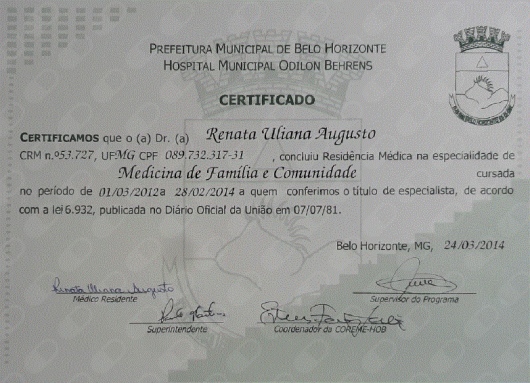 PREFEITURA MUNICIPAL DE BELO HORIZONTE
HOSPITAL MUNICIPAL ODILON BEHRENS
CERTIFICADO
CERTIFICAMOS que o (a) Dr. (a) Renata Uliana Augusto
CRM n.953.727, UFMG CPF 089.732.317-31 , concluiu Residência Médica na especialidade de
Medicina de Família e Comunidade cursada
no período de 01/03/2012a 28/02/2014 a quem conferimos o título de especialista, de acordo
com a lei 6.932, publicada no Diário Oficial da União em 07/07/81.
Belo Horizonte, MG, 24/03/2014
Renata Uliana Augusto
Médico Residente
Supervisor do Programa
Superintendente
Coordenador da COREME-HOB